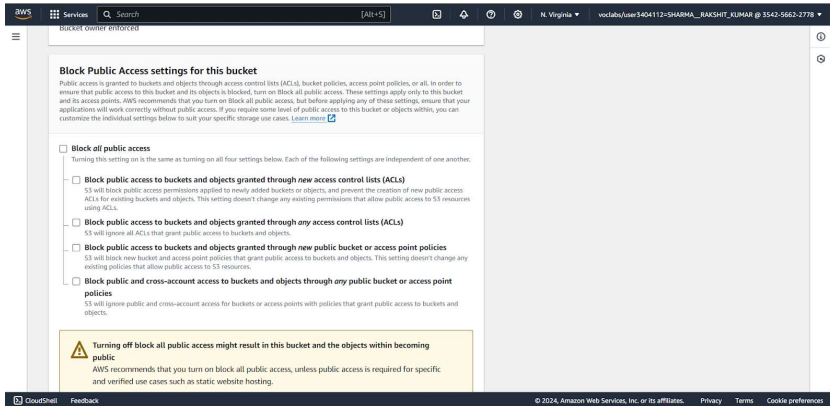 aws
Services
Search
[Alt+S]
N. Virginia
voclabs/user3404112=SHARMA__RAKSHIT_KUMAR @ 3542-5662-2778
Bucket owner enforced
Block Public Access settings for this bucket
Public access is granted to buckets and objects through access control lists (ACLs), bucket policies, access point policies, or all. In order to
ensure that public access to this bucket and its objects is blocked, turn on Block all public access. These settings apply only to this bucket
and its access points. AWS recommends that you turn on Block all public access, but before applying any of these settings, ensure that your
applications will work correctly without public access. If you require some level of public access to this bucket or objects within, you can
customize the individual settings below to suit your specific storage use cases. Learn more
Block all public access
Turning this setting on is the same as turning on all four settings below. Each of the following settings are independent of one another.
Block public access to buckets and objects granted through new access control lists (ACLs)
S3 will block public access permissions applied to newly added buckets or objects, and prevent the creation of new public access
ACLs for existing buckets and objects. This setting doesn't change any existing permissions that allow public access to S3 resources
using ACLs.
Block public access to buckets and objects granted through any access control lists (ACLs)
S3 will ignore all ACLs that grant public access to buckets and objects.
Block public access to buckets and objects granted through new public bucket or access point policies
S3 will block new bucket and access point policies that grant public access to buckets and objects. This setting doesn't change any
existing policies that allow public access to S3 resources.
Block public and cross-account access to buckets and objects through any public bucket or access point
policies
S3 will ignore public and cross-account access for buckets or access points with policies that grant public access to buckets and
objects.
Turning off block all public access might result in this bucket and the objects within becoming
public
AWS recommends that you turn on block all public access, unless public access is required for specific
and verified use cases such as static website hosting.
CloudShell
Feedback
© 2024, Amazon Web Services, Inc. or its affiliates.
Privacy
Terms
Cookie preferences